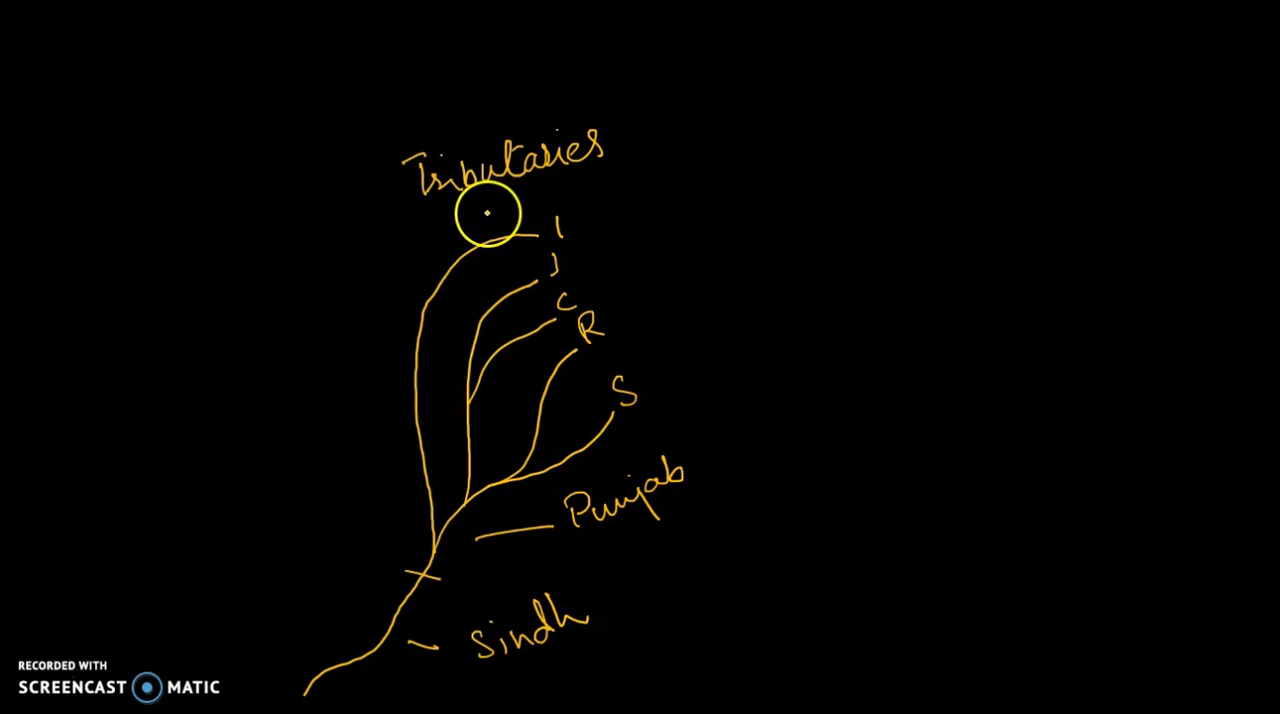 Tributaries
I
J
C
R
S
Punjab
Sindh
RECORDED WITH
SCREENCAST MATIC